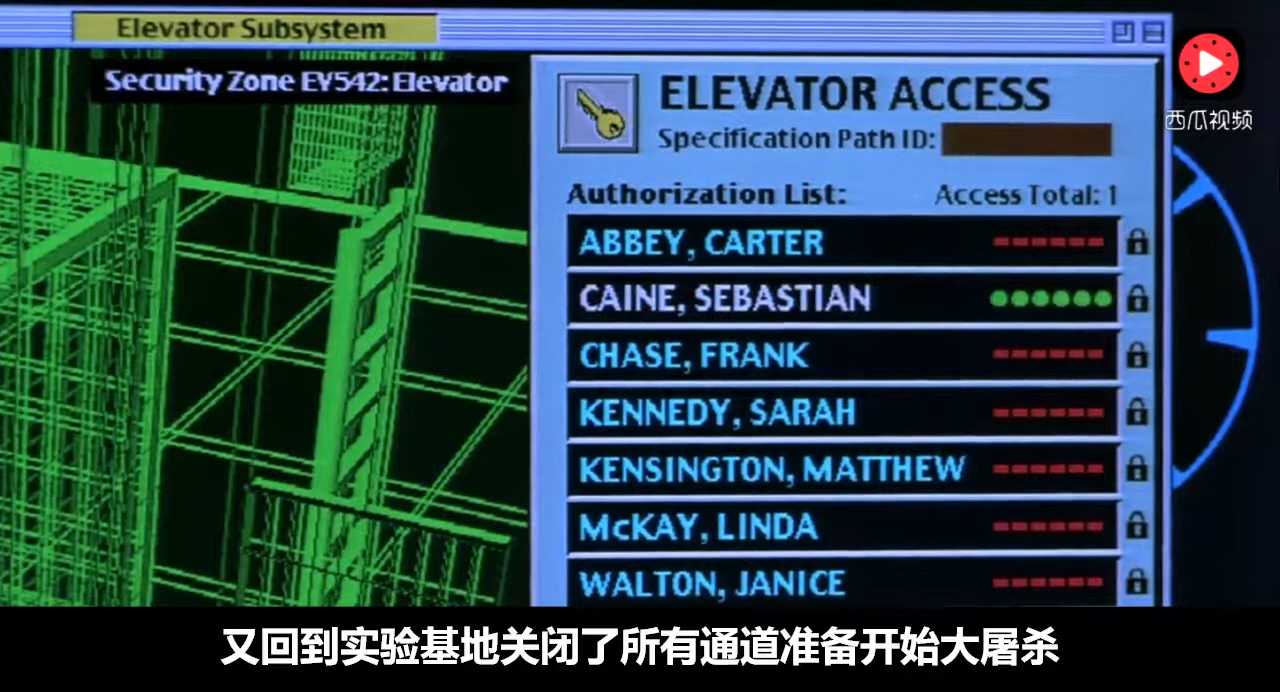 Elevator Subsystem
西瓜视频
Security Zone EV542: Elevator
ELEVATOR ACCESS
Specification Path ID:
Authorization List: Access Total: 1
ABBEY, CARTER
CAINE, SEBASTIAN
CHASE, FRANK
KENNEDY, SARAH
KENSINGTON, MATTHEW
McKAY, LINDA
WALTON, JANICE
又回到实验基地关闭了所有通道准备开始大屠杀